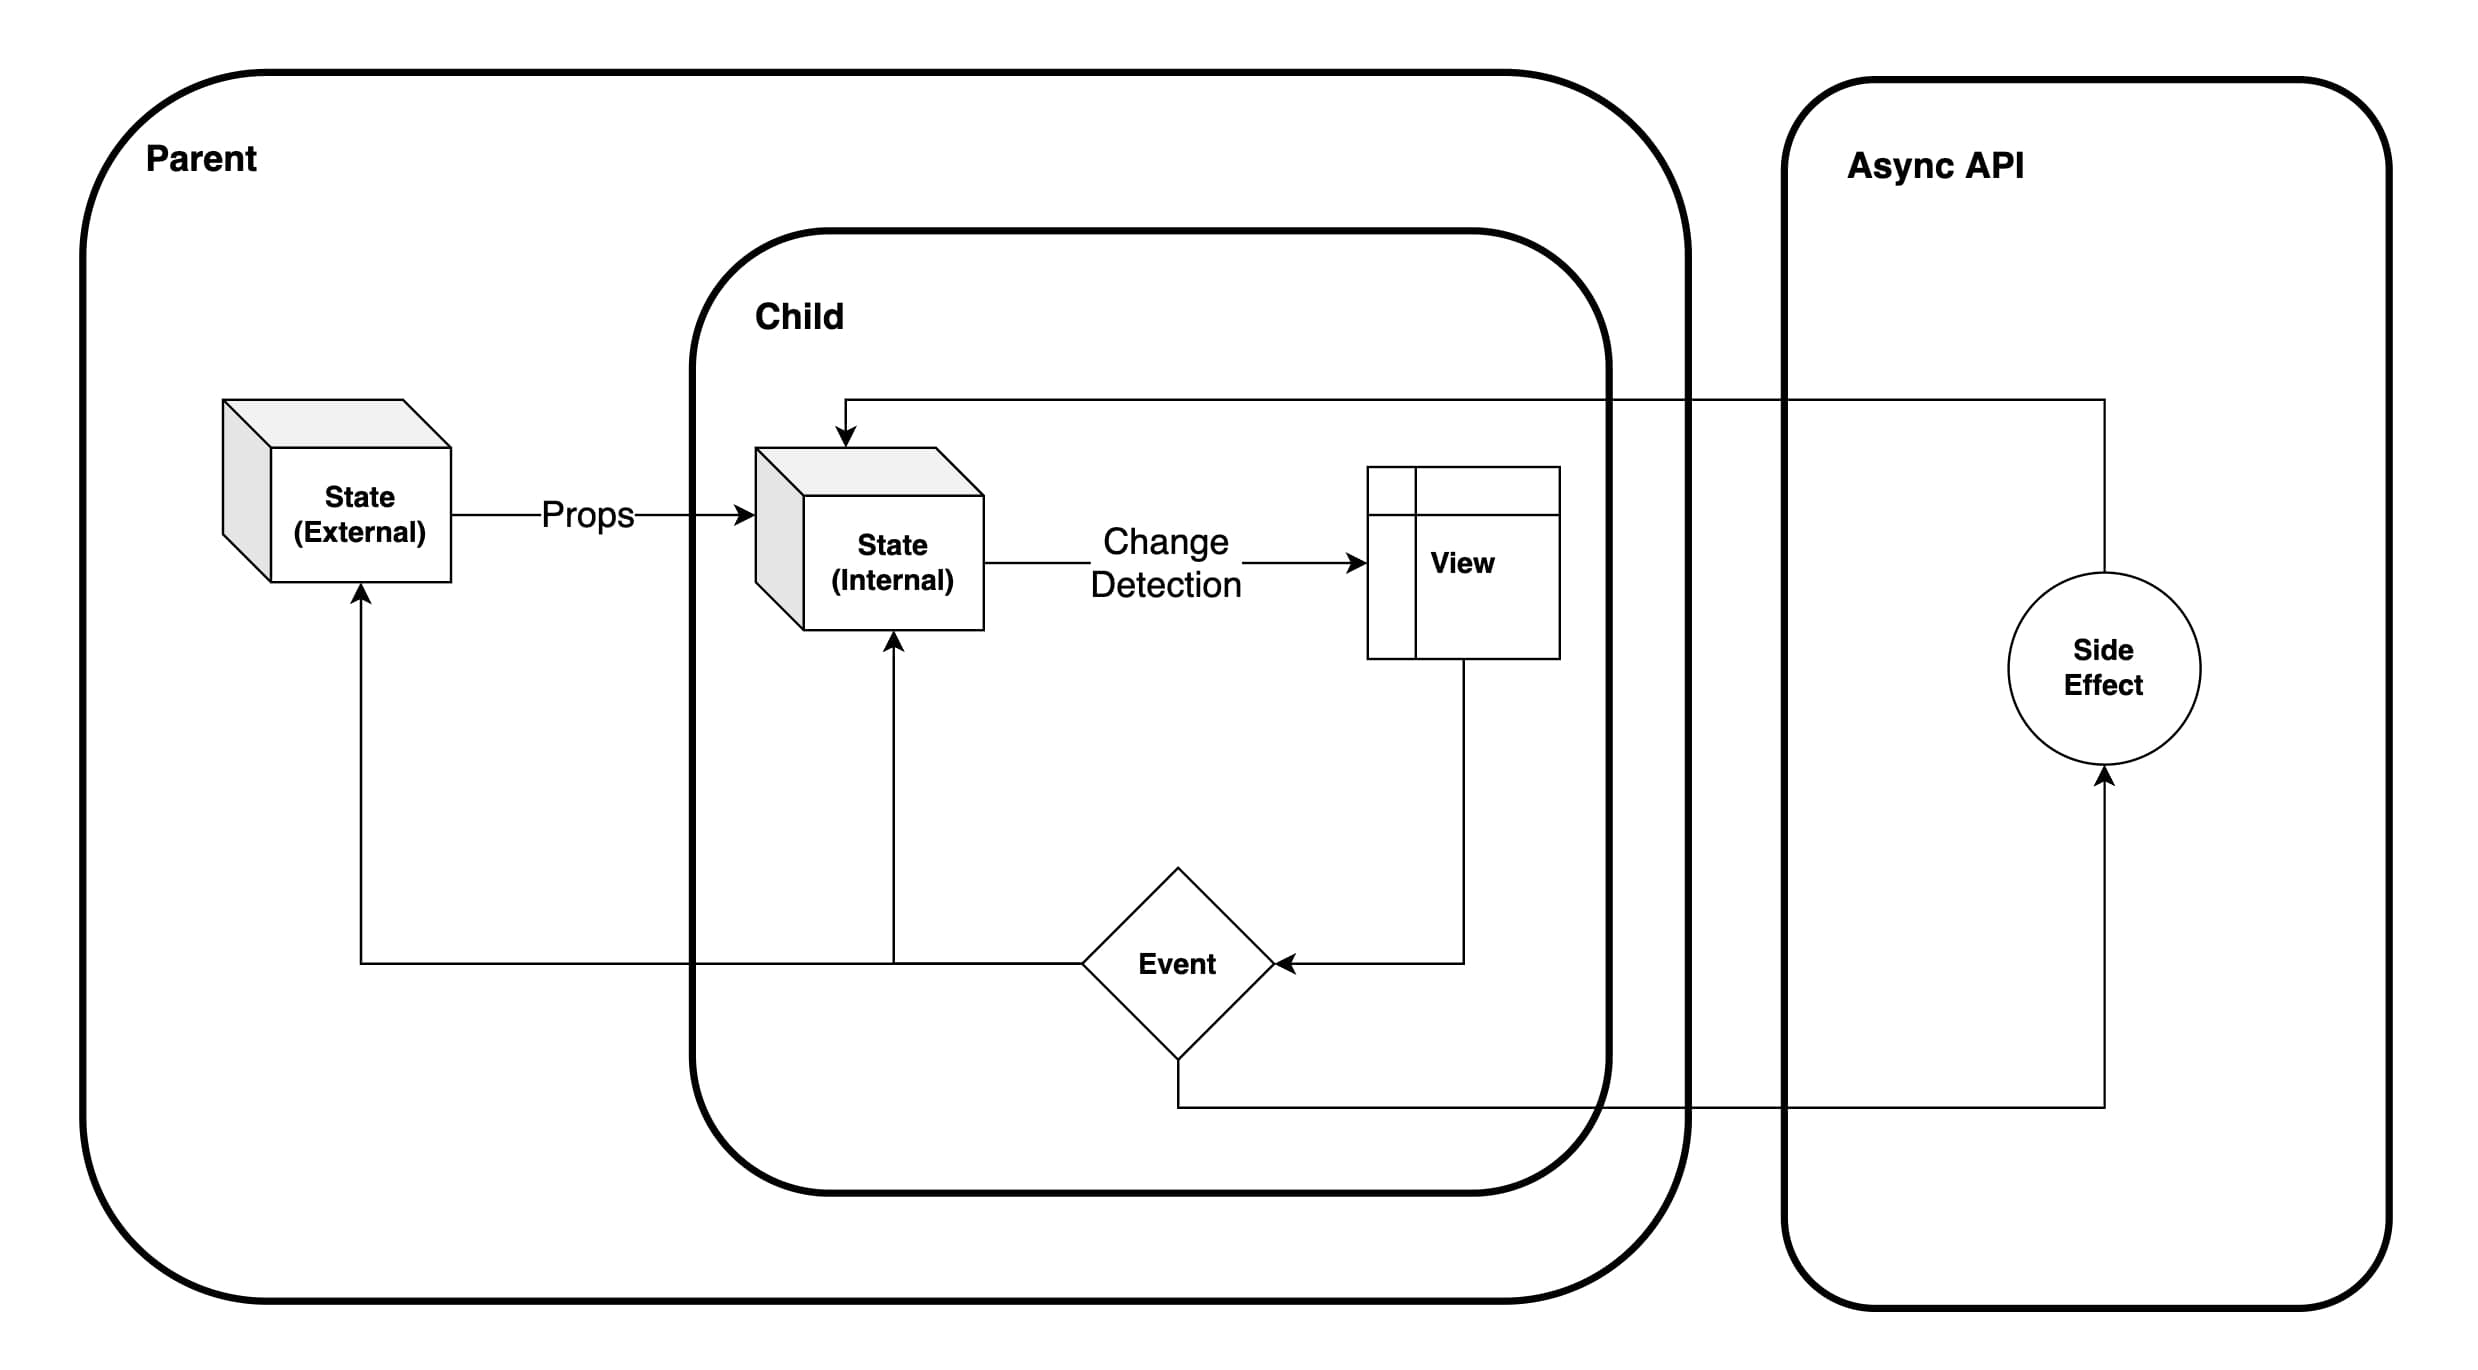 Parent
Async API
Child
State
(External)
Props
State
(Internal)
Change
Detection
View
Side
Effect
Event